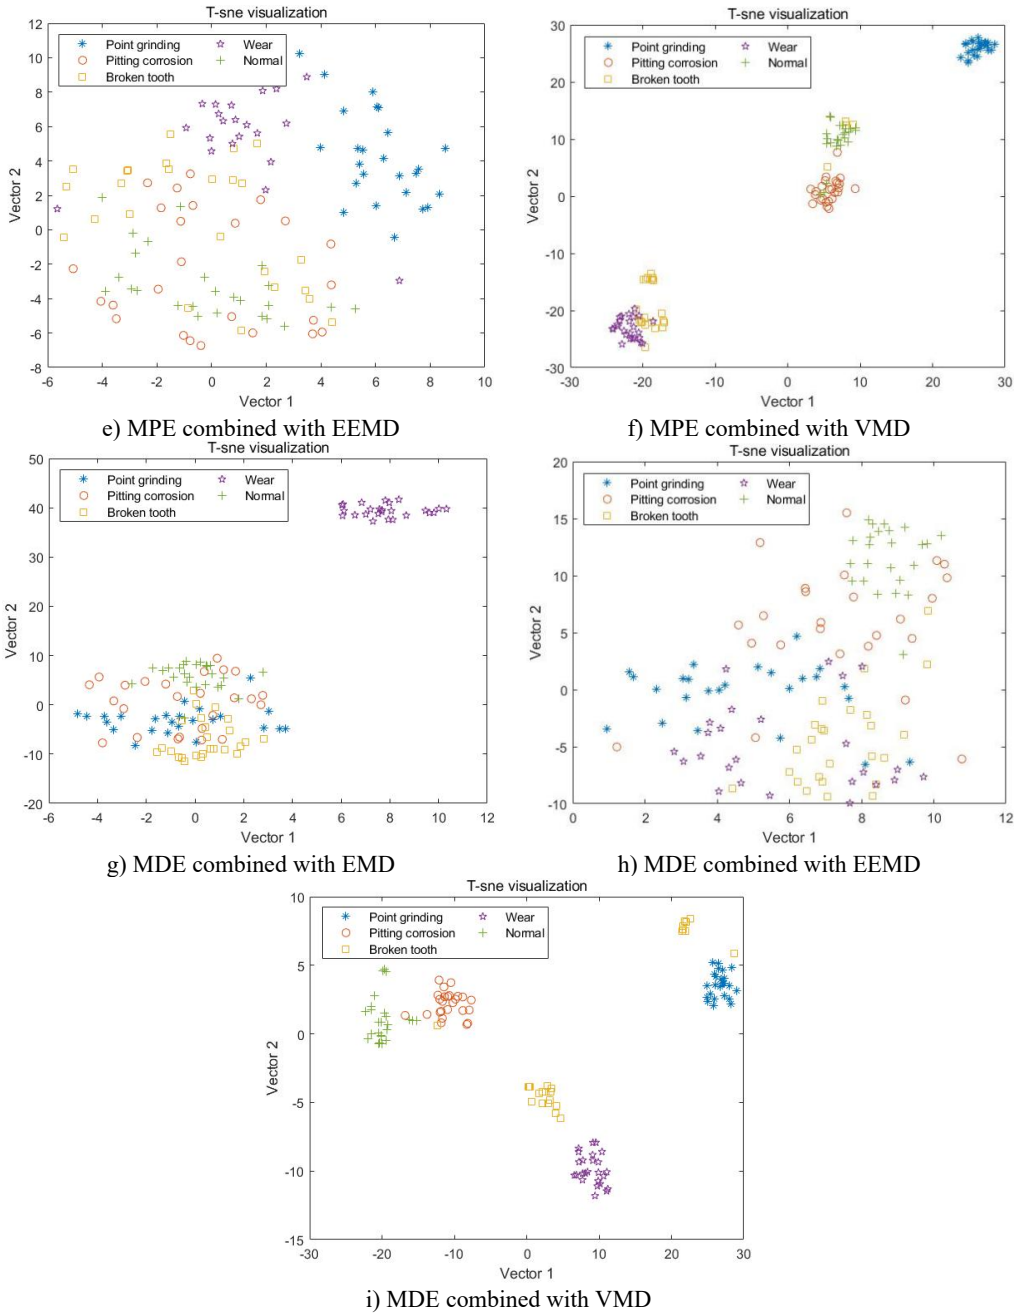 T-sne visualization
Point grinding
Pitting corrosion
Broken tooth
Wear
Normal
12
10
8
6
4
2
0
-2
-4
-6
-8
Vector 2
-6 -4 -2 0 2 4 6 8 10
Vector 1
e) MPE combined with EEMD
T-sne visualization
Point grinding
Pitting corrosion
Broken tooth
Wear
Normal
30
20
10
0
-10
-20
-30
Vector 2
-30 -20 -10 0 10 20 30
Vector 1
f) MPE combined with VMD
T-sne visualization
Point grinding
Pitting corrosion
Broken tooth
Wear
Normal
50
40
30
20
10
0
-10
-20
Vector 2
-6 -4 -2 0 2 4 6 8 10 12
Vector 1
g) MDE combined with EMD
T-sne visualization
Point grinding
Pitting corrosion
Broken tooth
Wear
Normal
20
15
10
5
0
-5
-10
Vector 2
0 2 4 6 8 10 12
Vector 1
h) MDE combined with EEMD
T-sne visualization
Point grinding
Pitting corrosion
Broken tooth
Wear
Normal
10
5
0
-5
-10
-15
Vector 2
-30 -20 -10 0 10 20 30
Vector 1
i) MDE combined with VMD